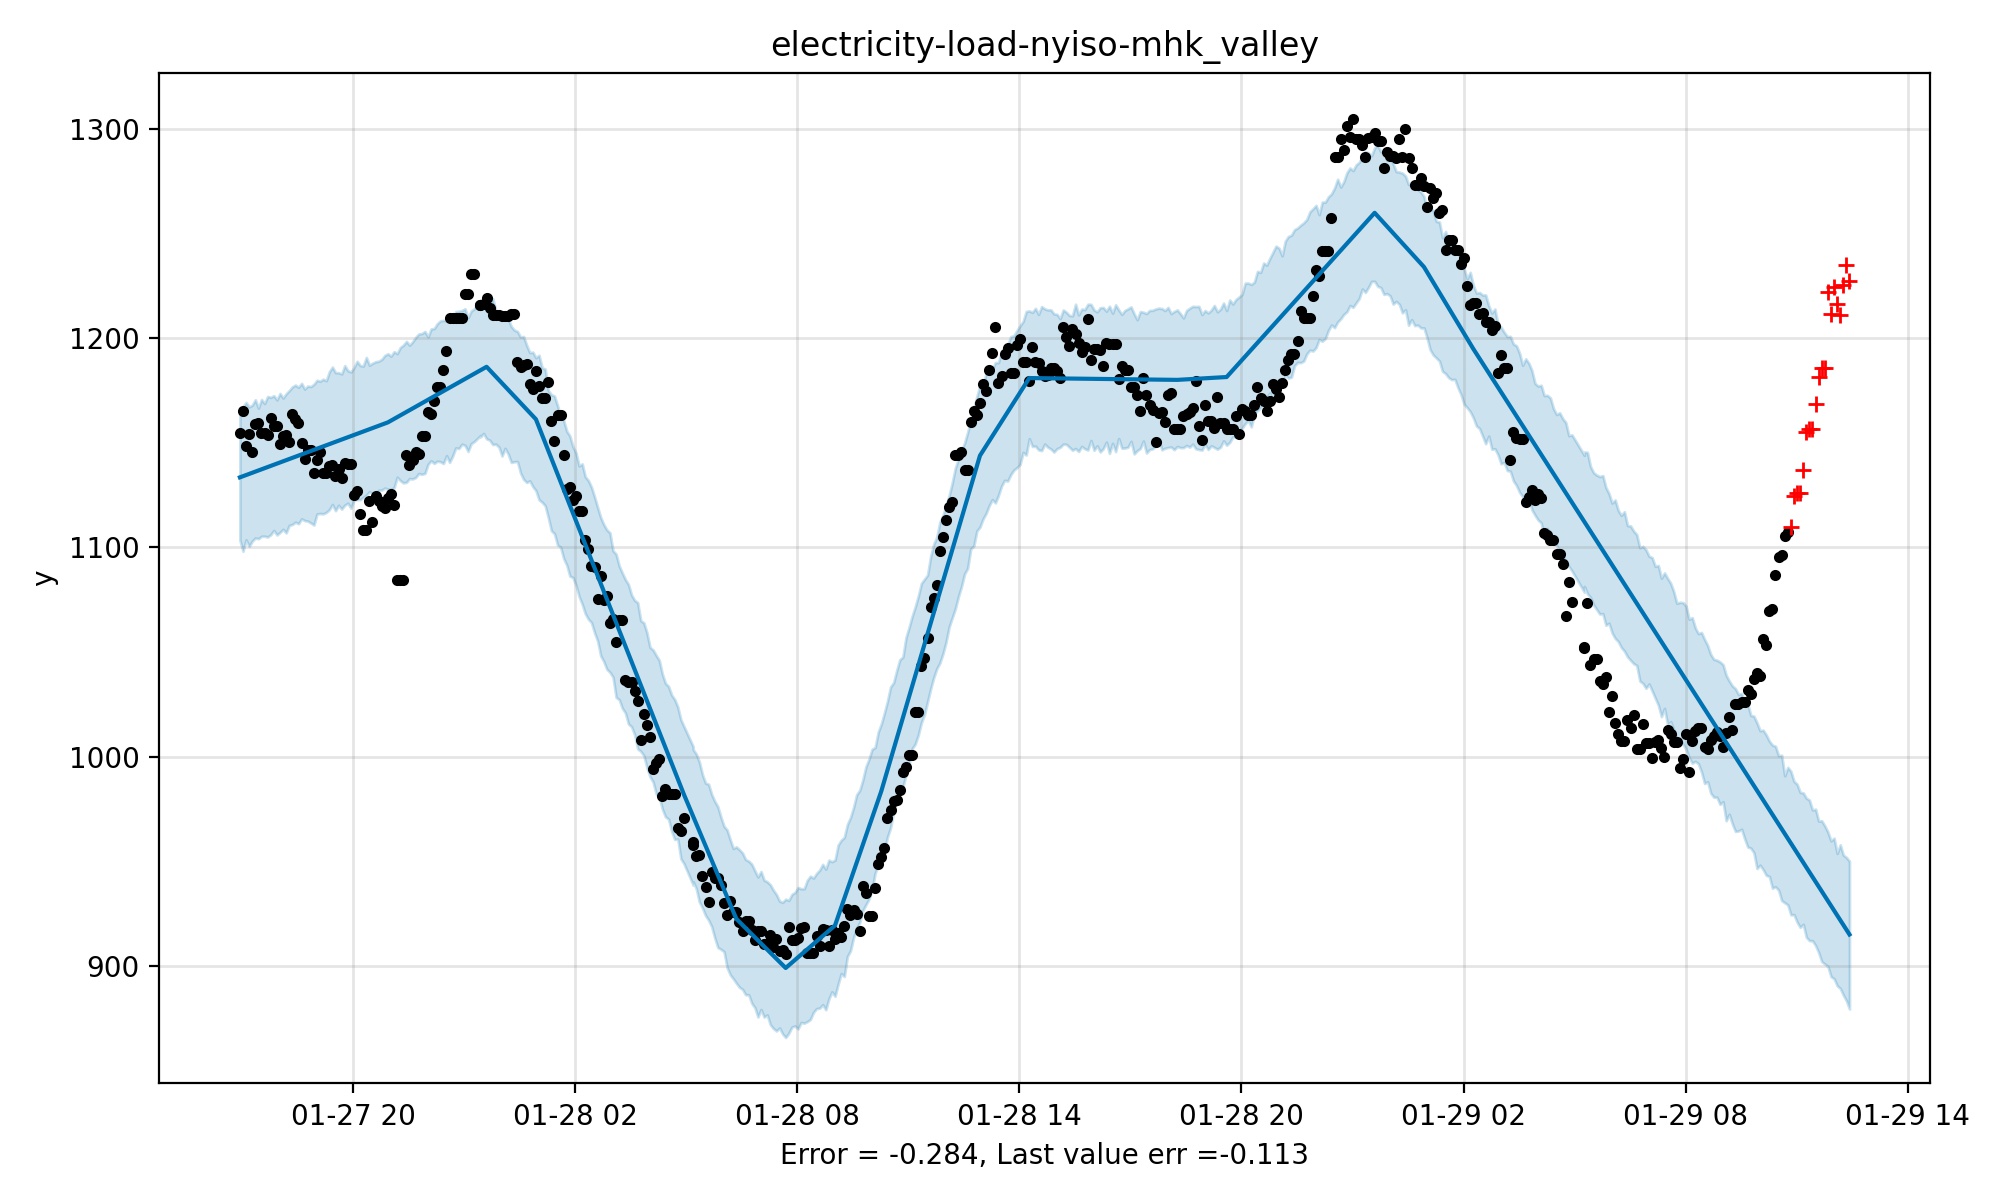 electricity-load-nyiso-mhk_valley
1300
1200
1100
1000
900
y
01-27 20 01-28 02 01-28 08 01-28 14 01-28 20 01-29 02 01-29 08 01-29 14
Error = -0.284, Last value err =-0.113